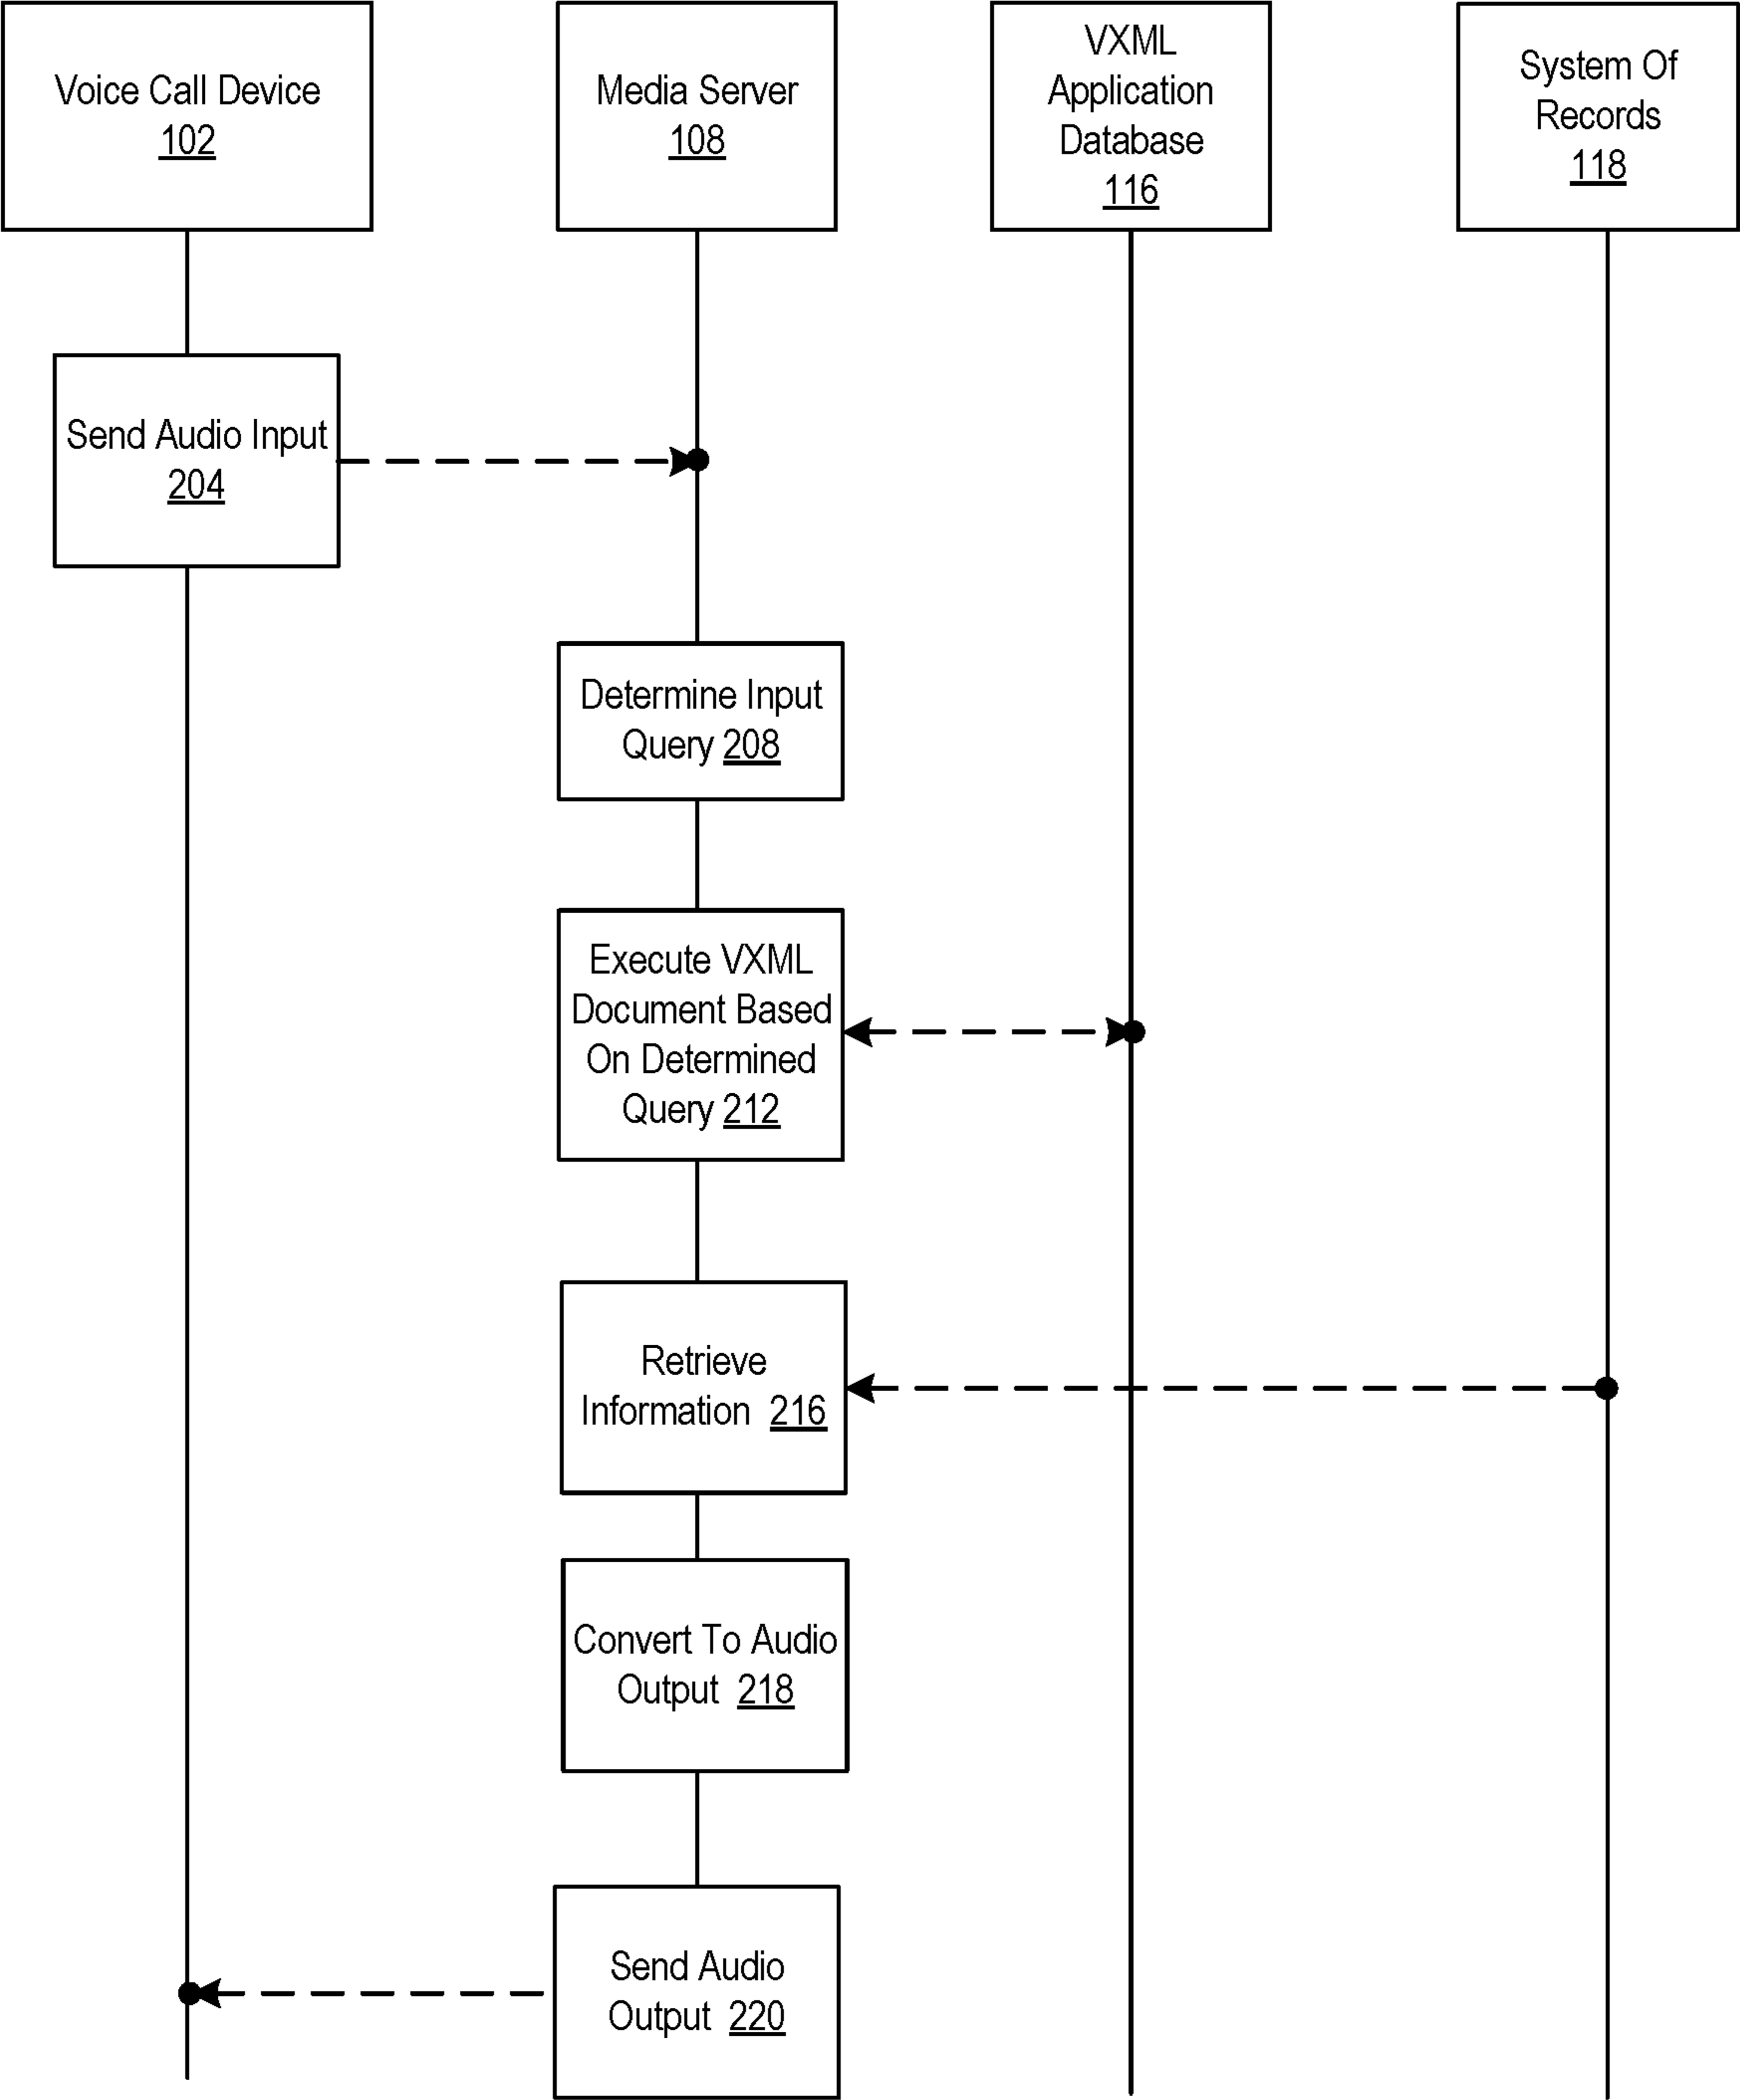 Voice Call Device
102
Media Server
108
VXML
Application
Database
116
System Of
Records
118
Send Audio Input
204
Determine Input
Query 208
Execute VXML
Document Based
On Determined
Query 212
Retrieve
Information 216
Convert To Audio
Output 218
Send Audio
Output 220